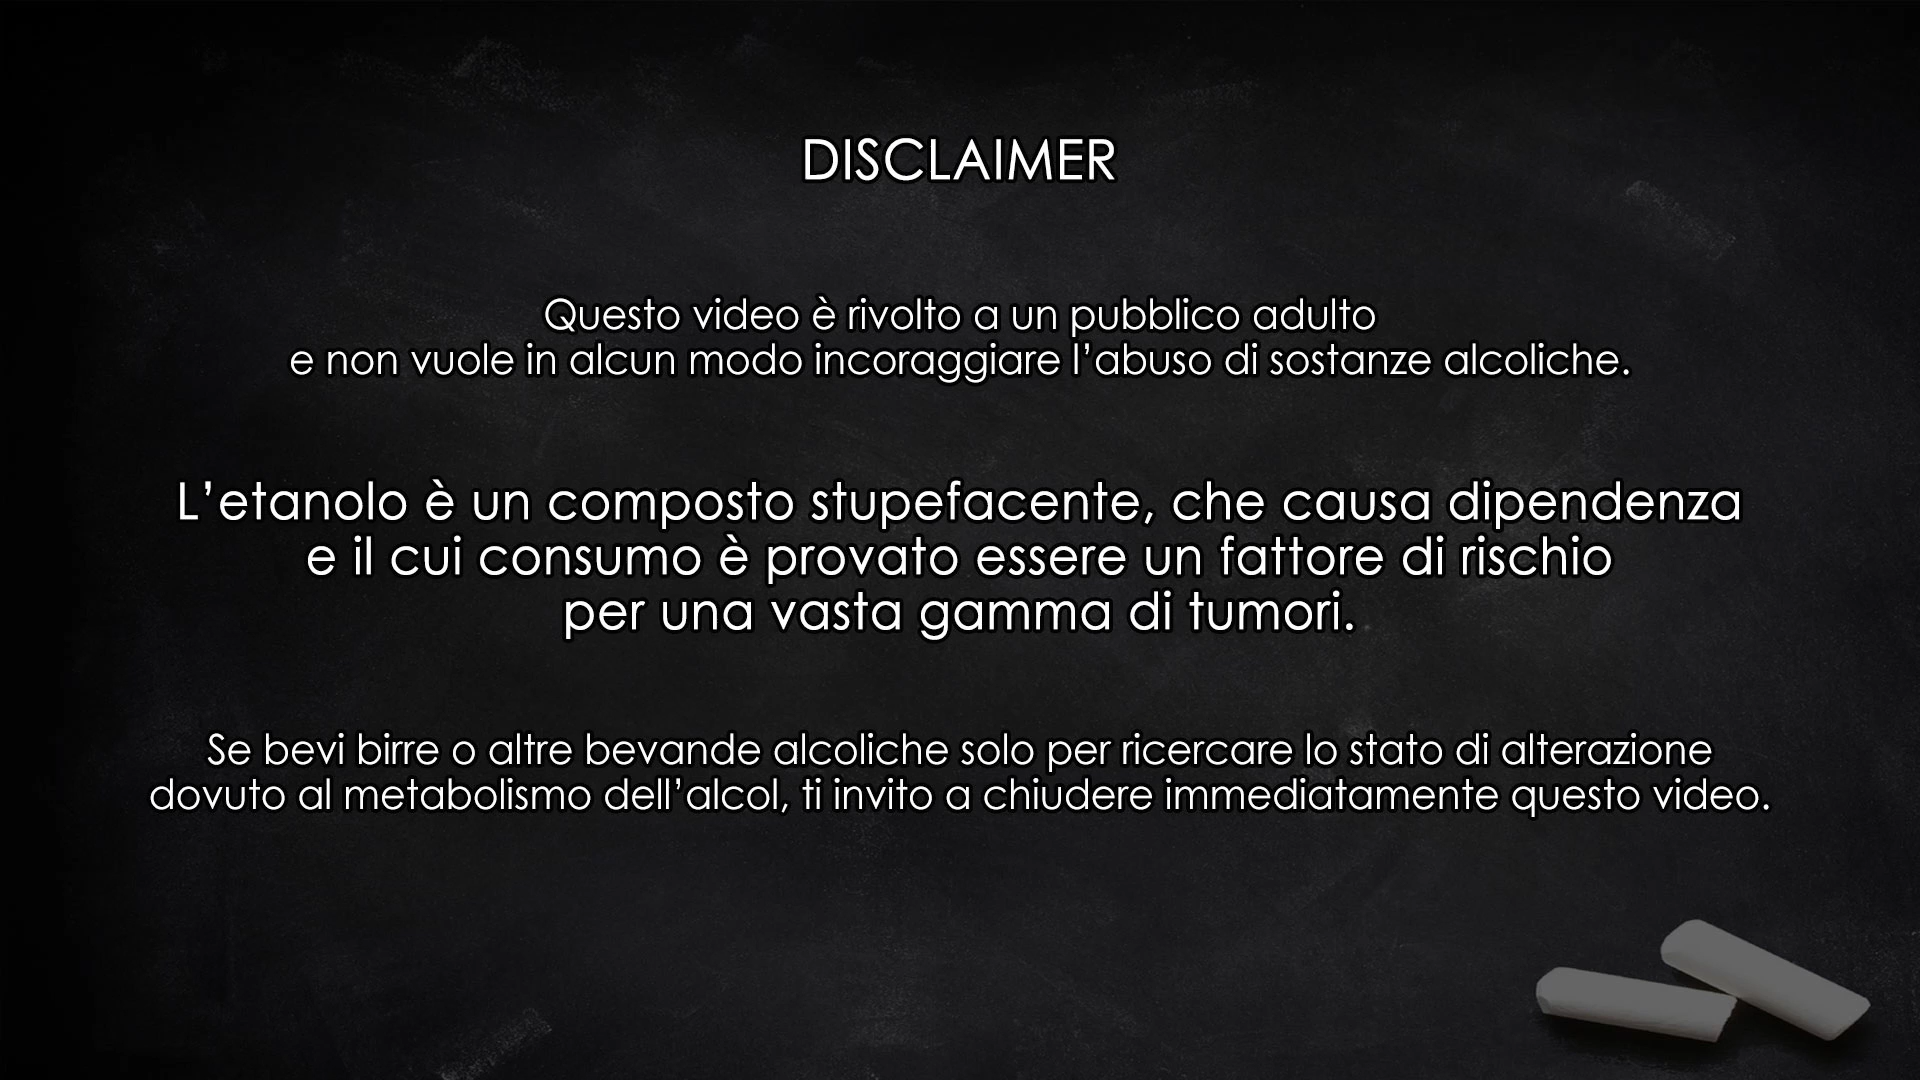 DISCLAIMER
Questo video è rivolto a un pubblico adulto
e non vuole in alcun modo incoraggiare l’abuso di sostanze alcoliche.
L’etanolo è un composto stupefacente, che causa dipendenza
e il cui consumo è provato essere un fattore di rischio
per una vasta gamma di tumori.
Se bevi birre o altre bevande alcoliche solo per ricercare lo stato di alterazione
dovuto al metabolismo dell’alcol, ti invito a chiudere immediatamente questo video.